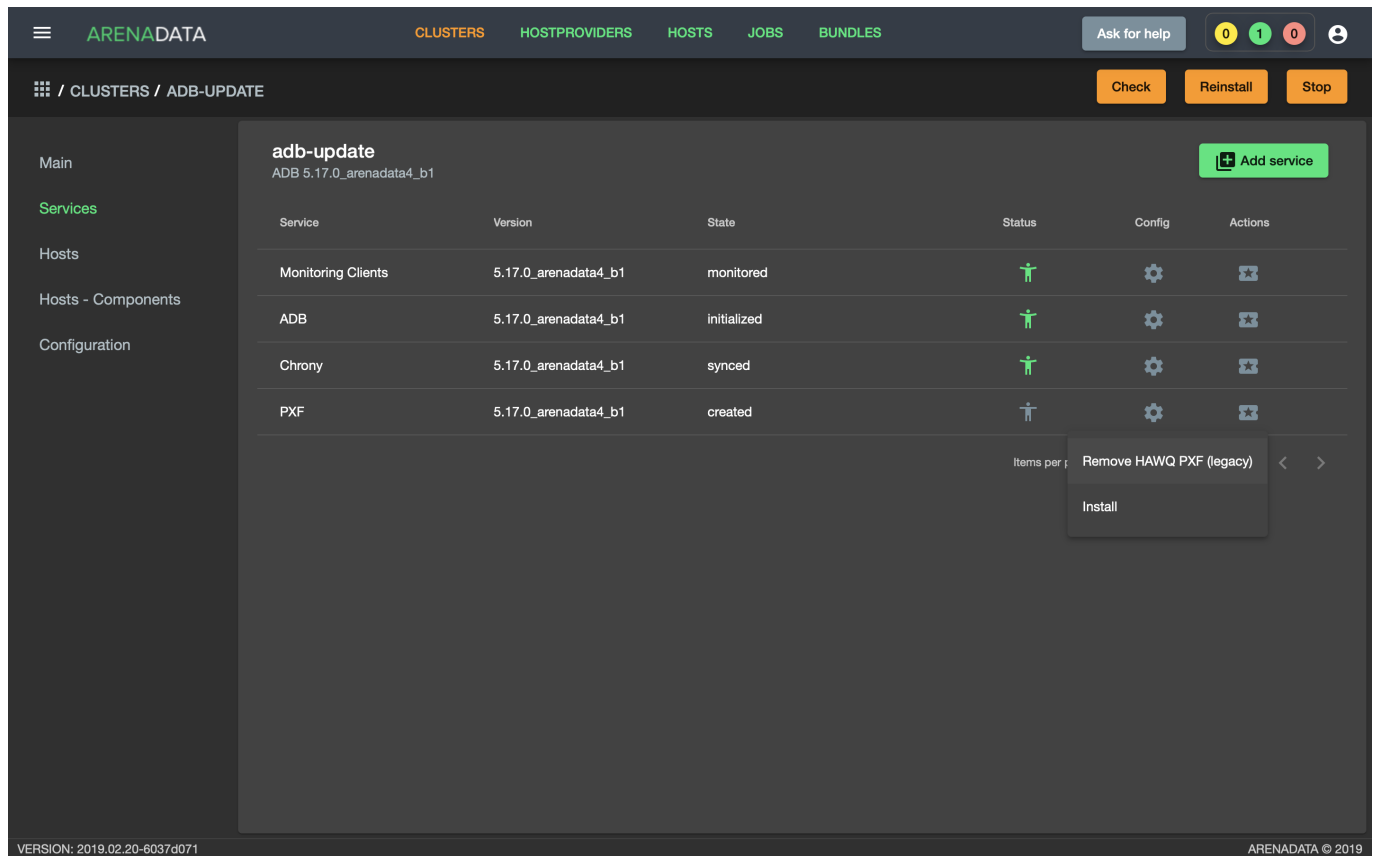 ARENADATA CLUSTERS HOSTPROVIDERS HOSTS JOBS BUNDLES Ask for help 0 1 0
/ CLUSTERS / ADB-UPDATE Check Reinstall Stop
Main
Services
Hosts
Hosts - Components
Configuration
adb-update
ADB 5.17.0_arenadata4_b1
Add service
Service Version State Status Config Actions
Monitoring Clients 5.17.0_arenadata4_b1 monitored
ADB 5.17.0_arenadata4_b1 initialized
Chrony 5.17.0_arenadata4_b1 synced
PXF 5.17.0_arenadata4_b1 created
Items per
Remove HAWQ PXF (legacy)
Install
VERSION: 2019.02.20-6037d071 ARENADATA © 2019